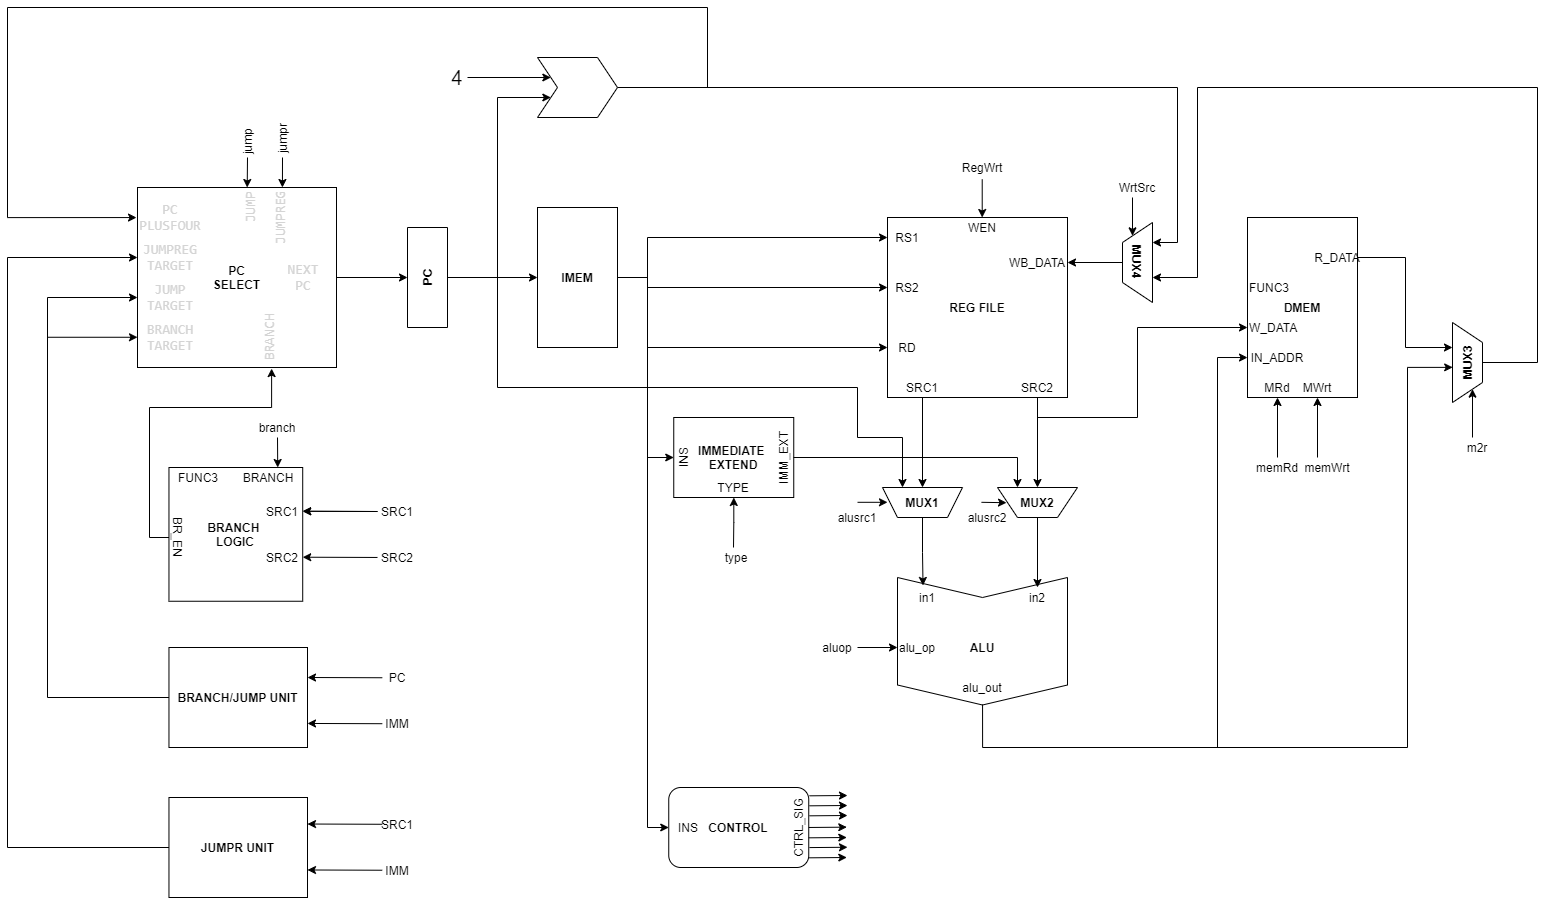 4
jump
jumpr
RegWrt
WrtSrc
PC
PLUSFOUR
JUMP
JUMPREG
JUMPREG
TARGET
PC
SELECT
NEXT
PC
JUMP
TARGET
BRANCH
TARGET
BRANCH
PC
IMEM
WEN
RS1
WB_DATA
RS2
REG FILE
RD
SRC1
SRC2
MUX4
R_DATA
FUNC3
DMEM
W_DATA
IN_ADDR
MRd
MWrt
memRd
memWrt
MUX3
m2r
branch
FUNC3
BRANCH
SRC1
SRC1
BR_EN
BRANCH
LOGIC
SRC2
SRC2
INS
IMMEDIATE
EXTEND
IMM_EXT
TYPE
type
MUX1
alusrc1
MUX2
alusrc2
in1
in2
aluop
alu_op
ALU
alu_out
PC
BRANCH/JUMP UNIT
IMM
SRC1
JUMPR UNIT
IMM
INS
CONTROL
CTRL_SIG